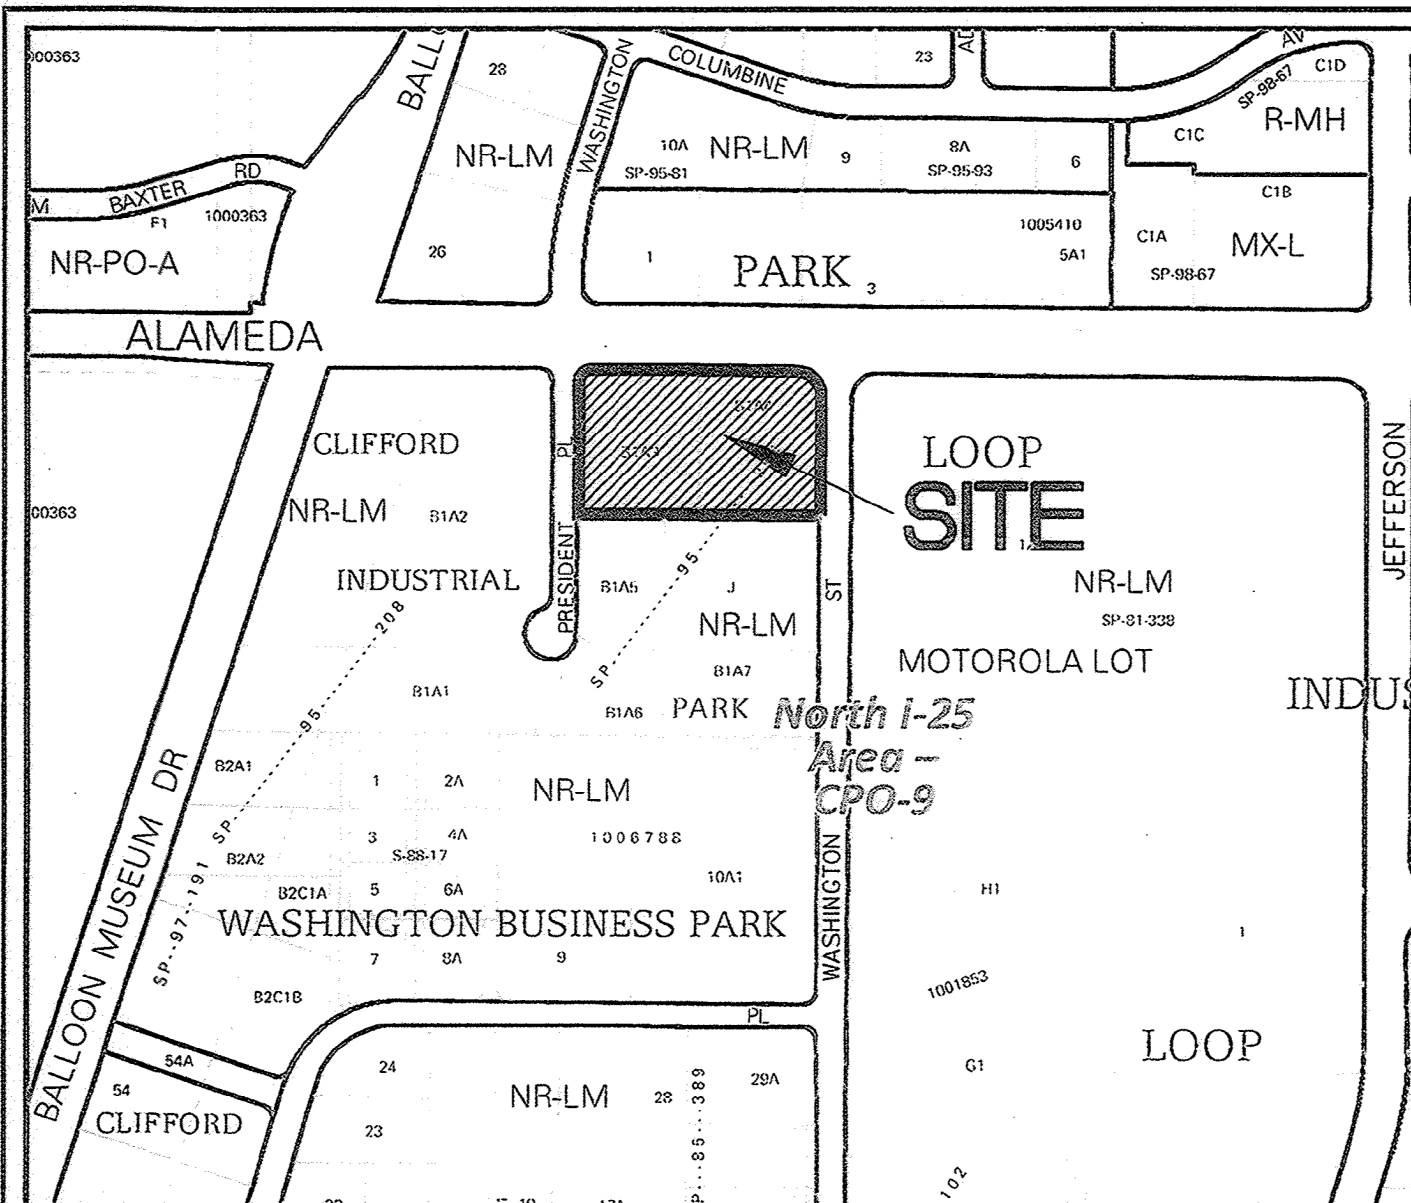 00363
BALL
28
WASHINGTON
COLUMBINE
23
AD
AV
C1D
SP-98-67
R-MH
C1C
NR-LM
10A
NR-LM
9
8A
6
SP-95-81
SP-95-93
BAXTER
RD
M
F1
1000363
C1B
NR-PO-A
26
1
PARK
3
1005410
5A1
C1A
MX-L
SP-98-67
ALAMEDA
CLIFFORD
PL
LOOP
JEFFERSON
00363
NR-LM
B1A2
SITE
INDUSTRIAL
PRESIDENT
B1A5
J
ST
NR-LM
SP-81-338
NR-LM
SP--95--208
SP--95
B1A7
MOTOROLA LOT
B1A1
B1A6
PARK
INDUS
North I-25
Area –
CPO-9
B2A1
1
2A
NR-LM
3
4A
1006788
B2A2
S-88-17
10A1
WASHINGTON
B2C1A
5
6A
H1
SP--97--191
WASHINGTON BUSINESS PARK
1
7
8A
9
BALLOON MUSEUM DR
B2C1B
1001853
PL
LOOP
54A
24
G1
54
NR-LM
28
29A
P--85--389
CLIFFORD
23
102